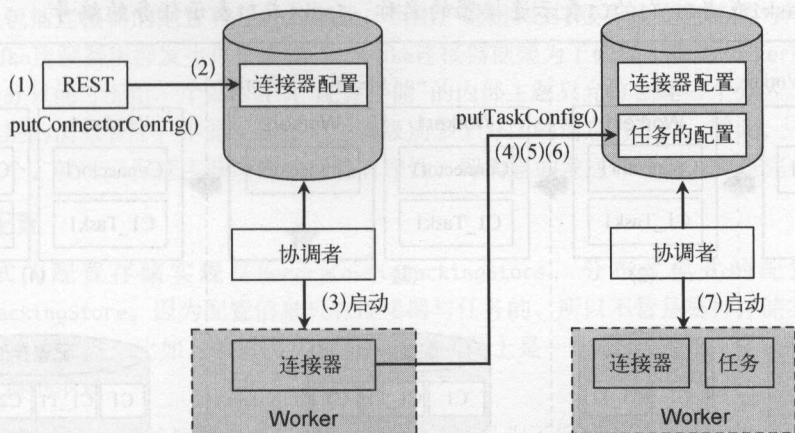 (1)
REST
(2)
putConnectorConfig()
连接器配置
连接器配置
任务的配置
putTaskConfig()
(4)(5)(6)
协调者
协调者
(3)启动
(7)启动
连接器
Worker
连接器
任务
Worker